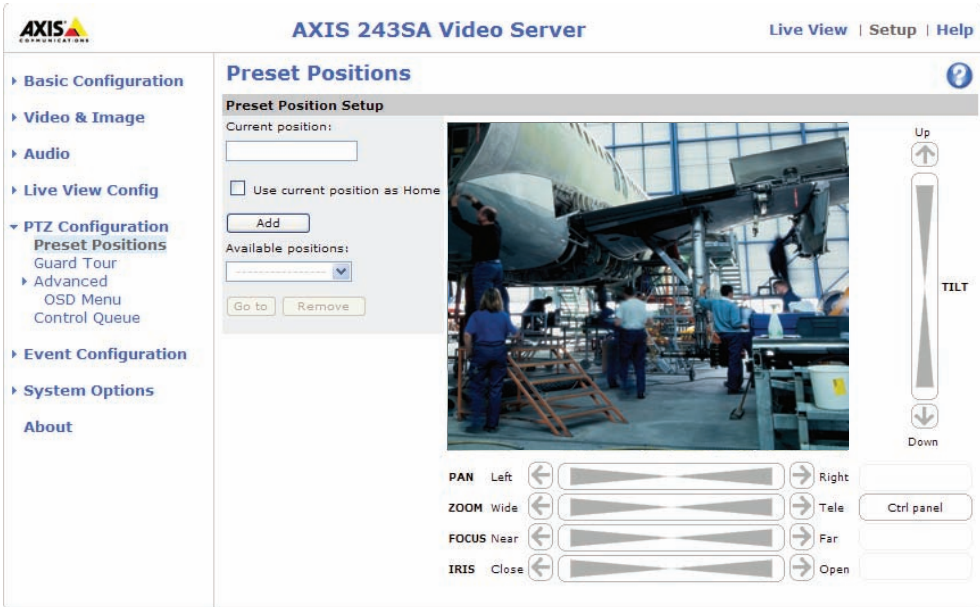 AXIS
COMMUNICATIONS
AXIS 243SA Video Server
Live View | Setup | Help
Basic Configuration
Video & Image
Audio
Live View Config
PTZ Configuration
Preset Positions
Guard Tour
Advanced
OSD Menu
Control Queue
Event Configuration
System Options
About
Preset Positions
?
Preset Position Setup
Current position:
Use current position as Home
Add
Available positions:
----------------
Go to
Remove
Up
TILT
Down
PAN Left Right
ZOOM Wide Tele Ctrl panel
FOCUS Near Far
IRIS Close Open